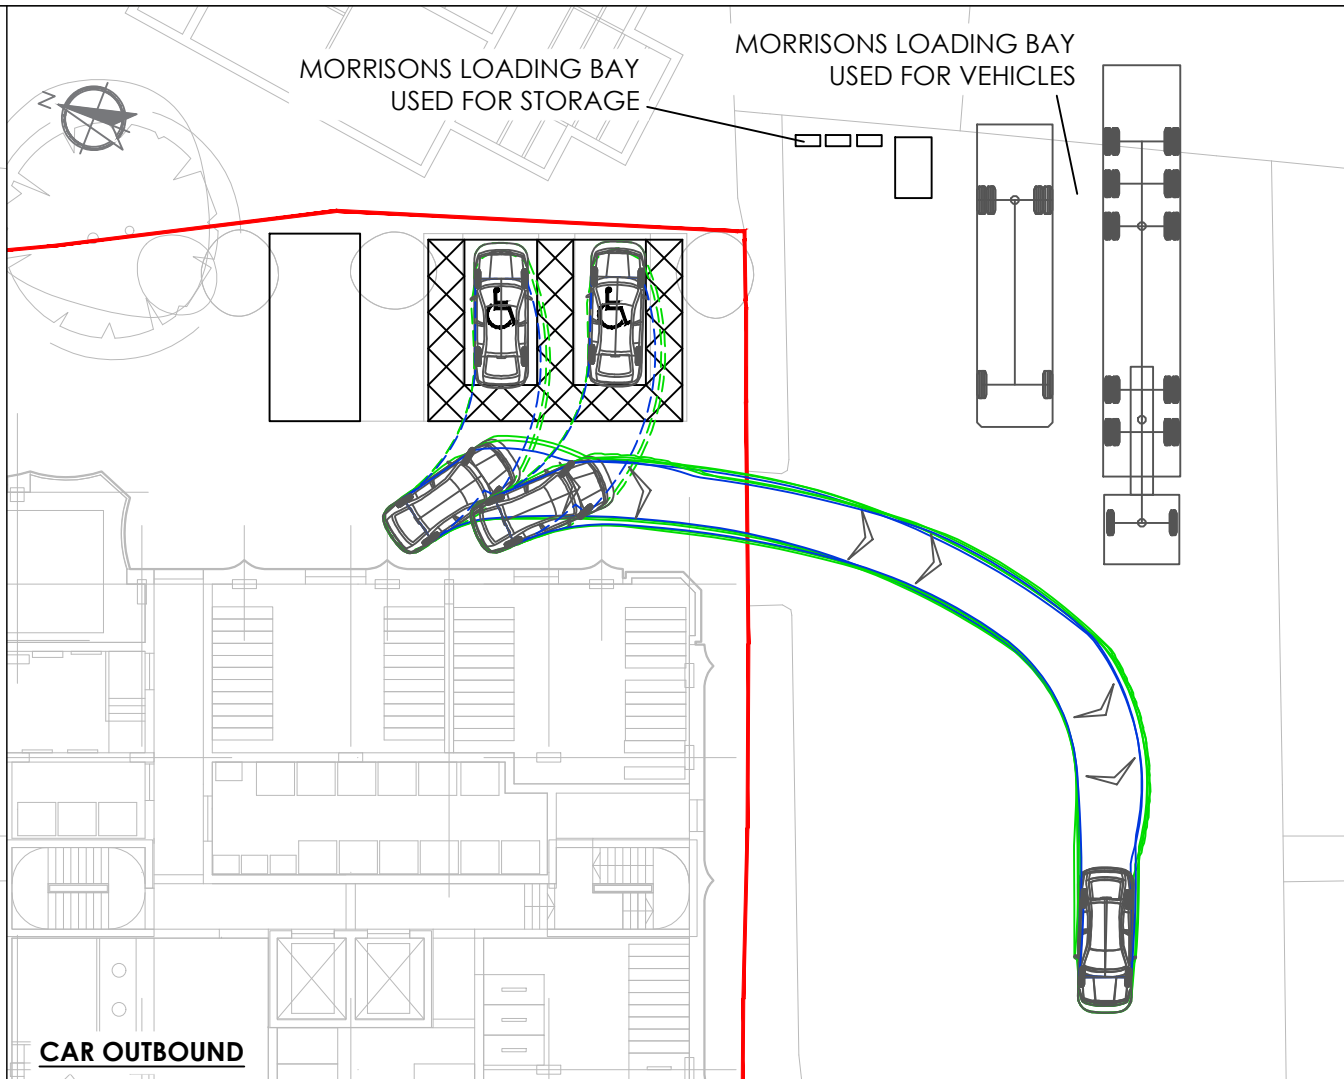 MORRISONS LOADING BAY
USED FOR STORAGE
MORRISONS LOADING BAY
USED FOR VEHICLES
N
CAR OUTBOUND